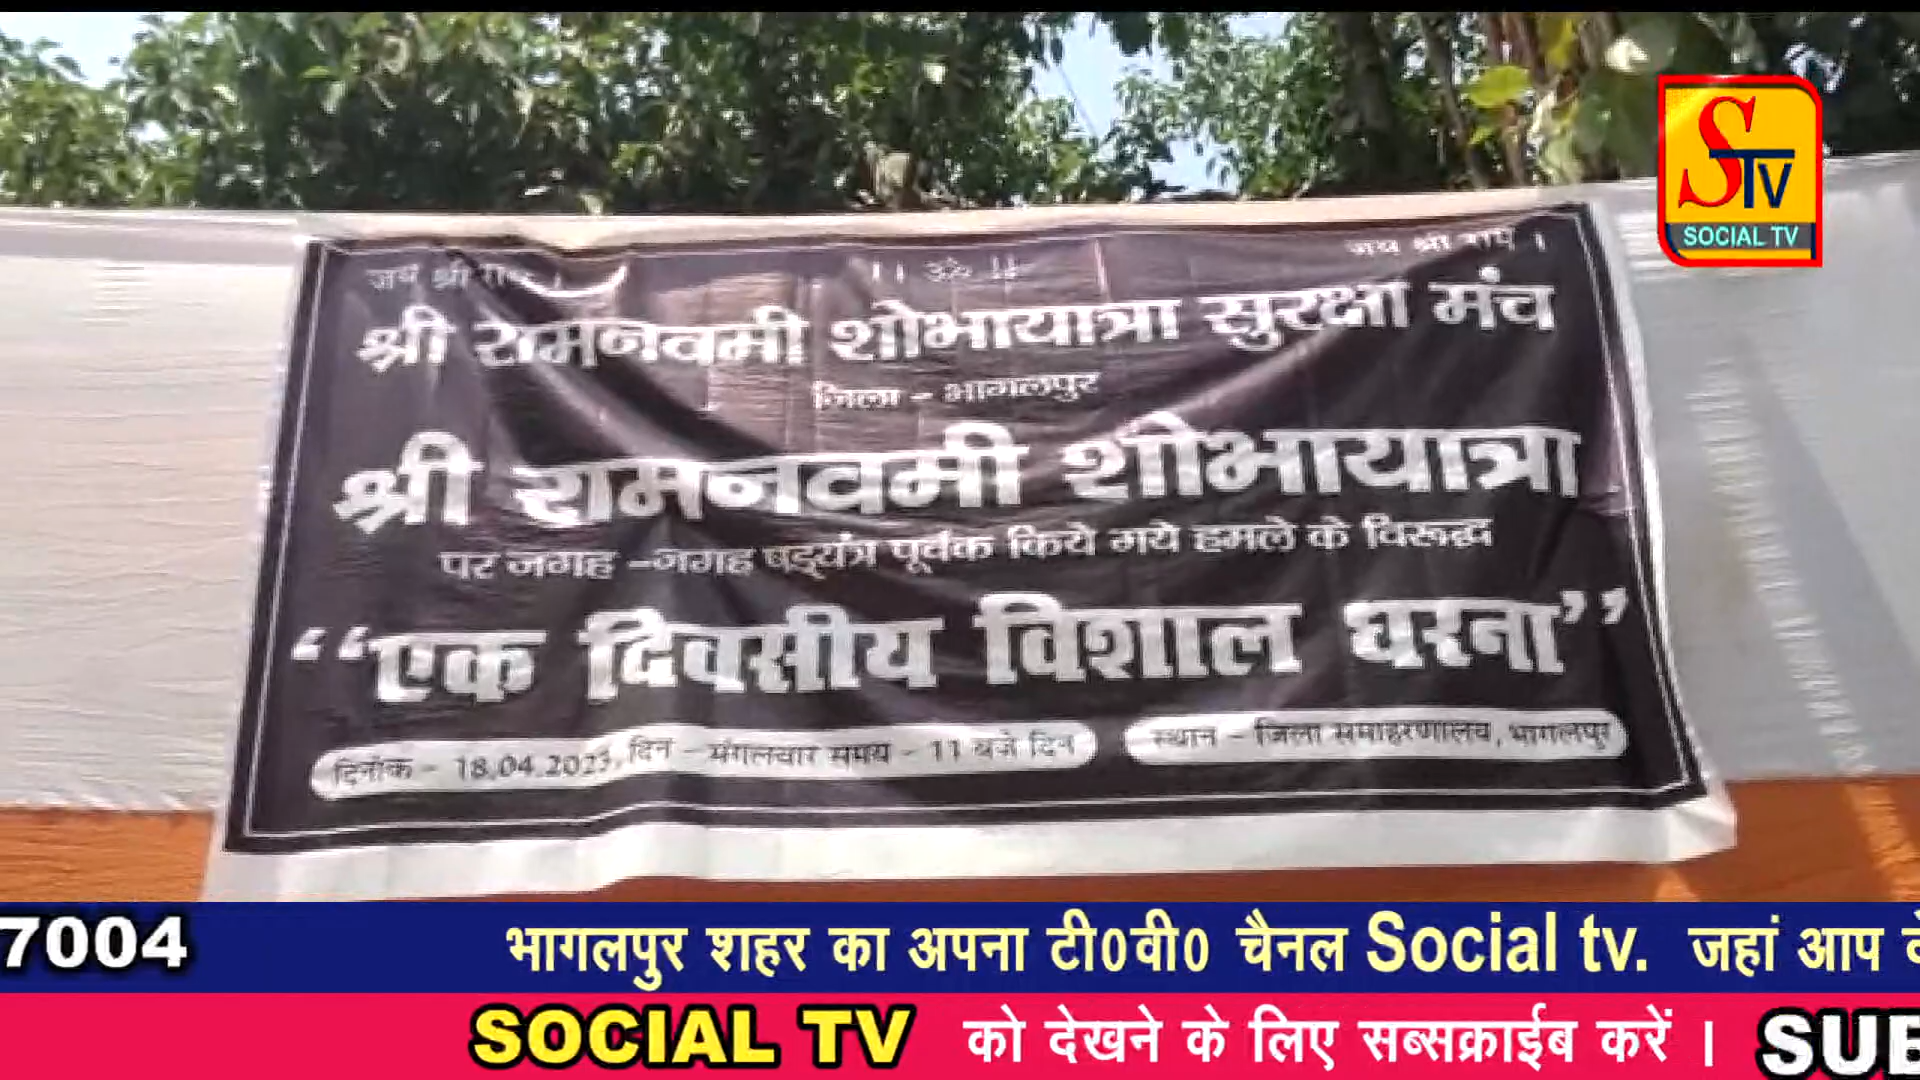 STV
SOCIAL TV
जय श्री राम । ।। ॐ ।। जय श्री राम ।
श्री रामनवमी शोभायात्रा सुरक्षा मंच
जिला - भागलपुर
श्री रामनवमी शोभायात्रा
पर जगह -जगह षड्यंत्र पूर्वक किये गये हमले के विरूद्ध
“एक दिवसीय विशाल धरना”
दिनांक - 18.04.2023, दिन - मंगलवार समय - 11 बजे दिन स्थान - जिला समाहरणालय, भागलपुर
7004 भागलपुर शहर का अपना टी0वी0 चैनल Social tv. जहां आप
SOCIAL TV को देखने के लिए सब्सक्राईब करें । SUB